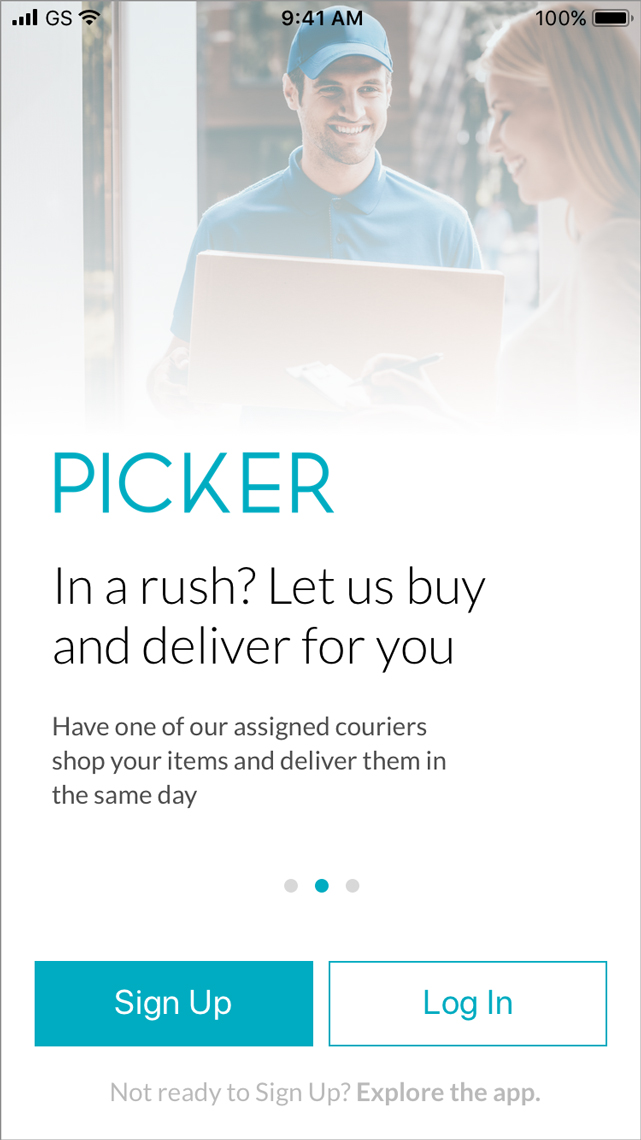 GS 9:41 AM 100%
PICKER
In a rush? Let us buy
and deliver for you
Have one of our assigned couriers
shop your items and deliver them in
the same day
Sign Up Log In
Not ready to Sign Up? Explore the app.